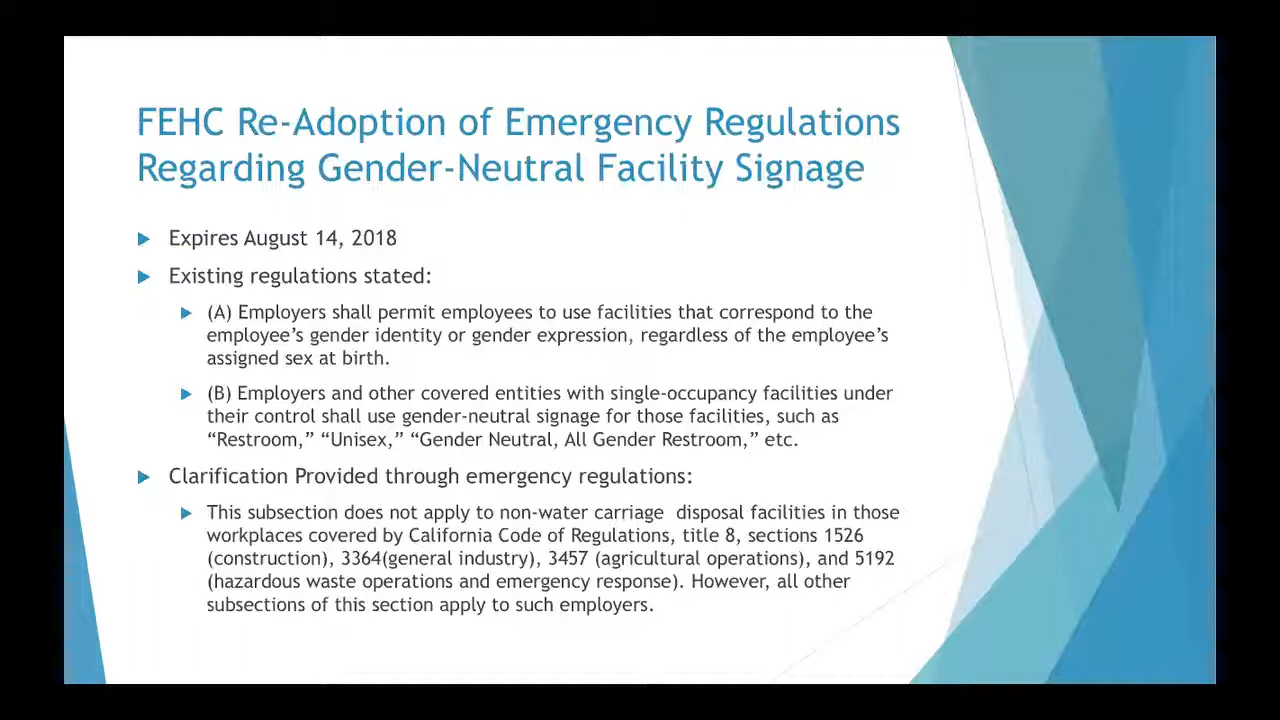 FEHC Re-Adoption of Emergency Regulations
Regarding Gender-Neutral Facility Signage
Expires August 14, 2018
Existing regulations stated:
(A) Employers shall permit employees to use facilities that correspond to the
employee’s gender identity or gender expression, regardless of the employee’s
assigned sex at birth.
(B) Employers and other covered entities with single-occupancy facilities under
their control shall use gender-neutral signage for those facilities, such as
“Restroom,” “Unisex,” “Gender Neutral, All Gender Restroom,” etc.
Clarification Provided through emergency regulations:
This subsection does not apply to non-water carriage  disposal facilities in those
workplaces covered by California Code of Regulations, title 8, sections 1526
(construction), 3364(general industry), 3457 (agricultural operations), and 5192
(hazardous waste operations and emergency response). However, all other
subsections of this section apply to such employers.